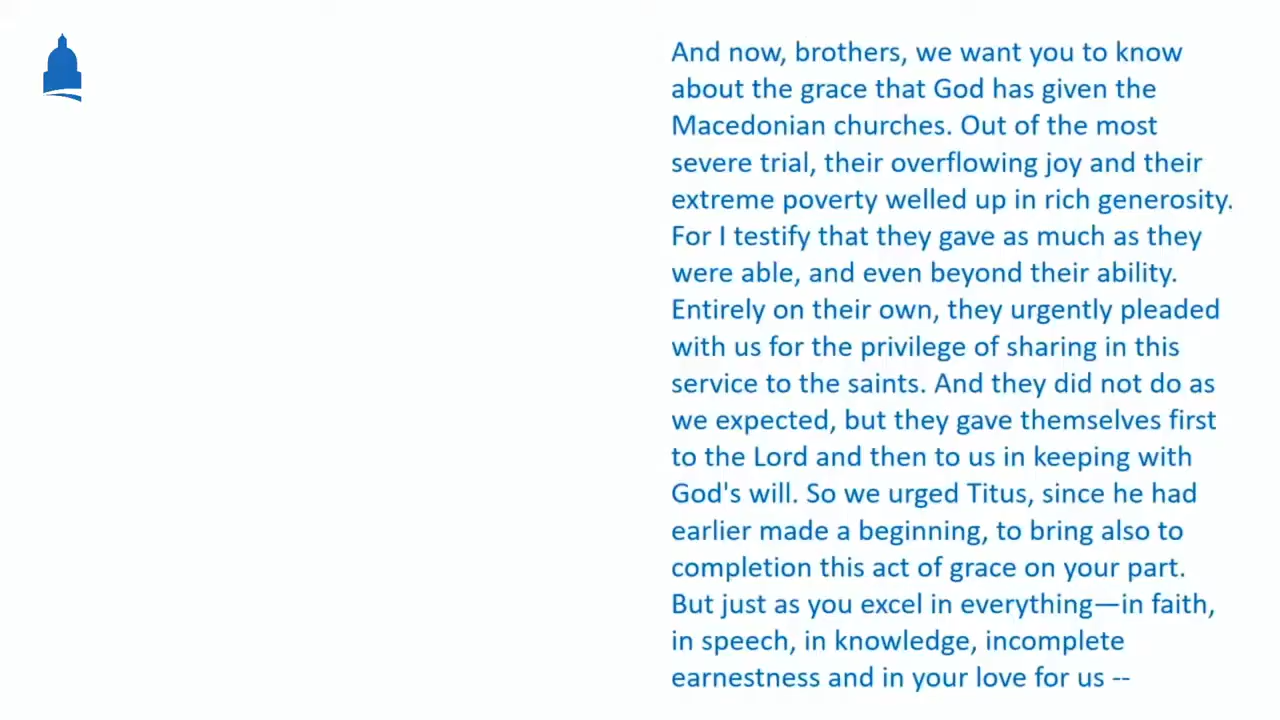 And now, brothers, we want you to know
about the grace that God has given the
Macedonian churches. Out of the most
severe trial, their overflowing joy and their
extreme poverty welled up in rich generosity.
For I testify that they gave as much as they
were able, and even beyond their ability.
Entirely on their own, they urgently pleaded
with us for the privilege of sharing in this
service to the saints. And they did not do as
we expected, but they gave themselves first
to the Lord and then to us in keeping with
God's will. So we urged Titus, since he had
earlier made a beginning, to bring also to
completion this act of grace on your part.
But just as you excel in everything—in faith,
in speech, in knowledge, incomplete
earnestness and in your love for us --